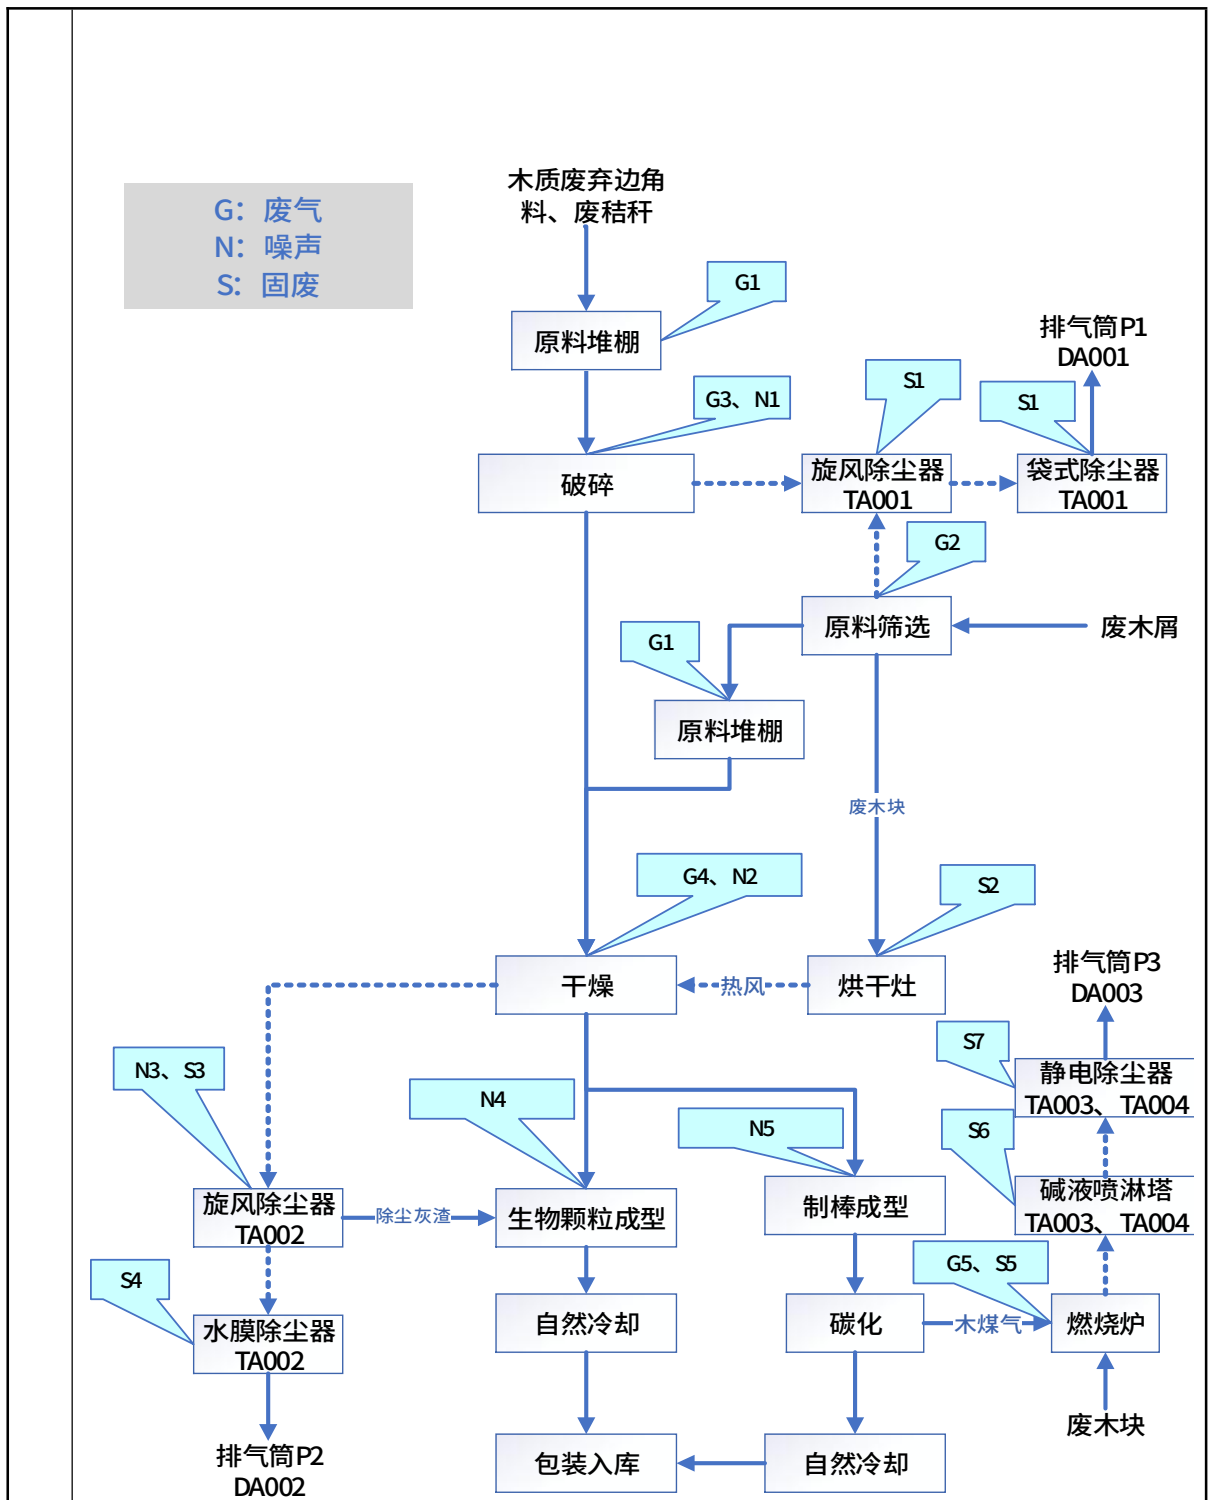 木质废弃边角
料、废秸秆
G：废气
N：噪声
S：固废
G1
原料堆棚
排气筒P1
DA001
S1
G3、N1
S1
破碎
旋风除尘器
TA001
袋式除尘器
TA001
G2
原料筛选
废木屑
G1
原料堆棚
废木块
G4、N2
S2
干燥
热风
烘干灶
排气筒P3
DA003
S7
静电除尘器
TA003、TA004
N3、S3
N4
N5
S6
旋风除尘器
TA002
除尘灰渣
生物颗粒成型
制棒成型
碱液喷淋塔
TA003、TA004
G5、S5
S4
水膜除尘器
TA002
自然冷却
碳化
木煤气
燃烧炉
废木块
排气筒P2
DA002
包装入库
自然冷却